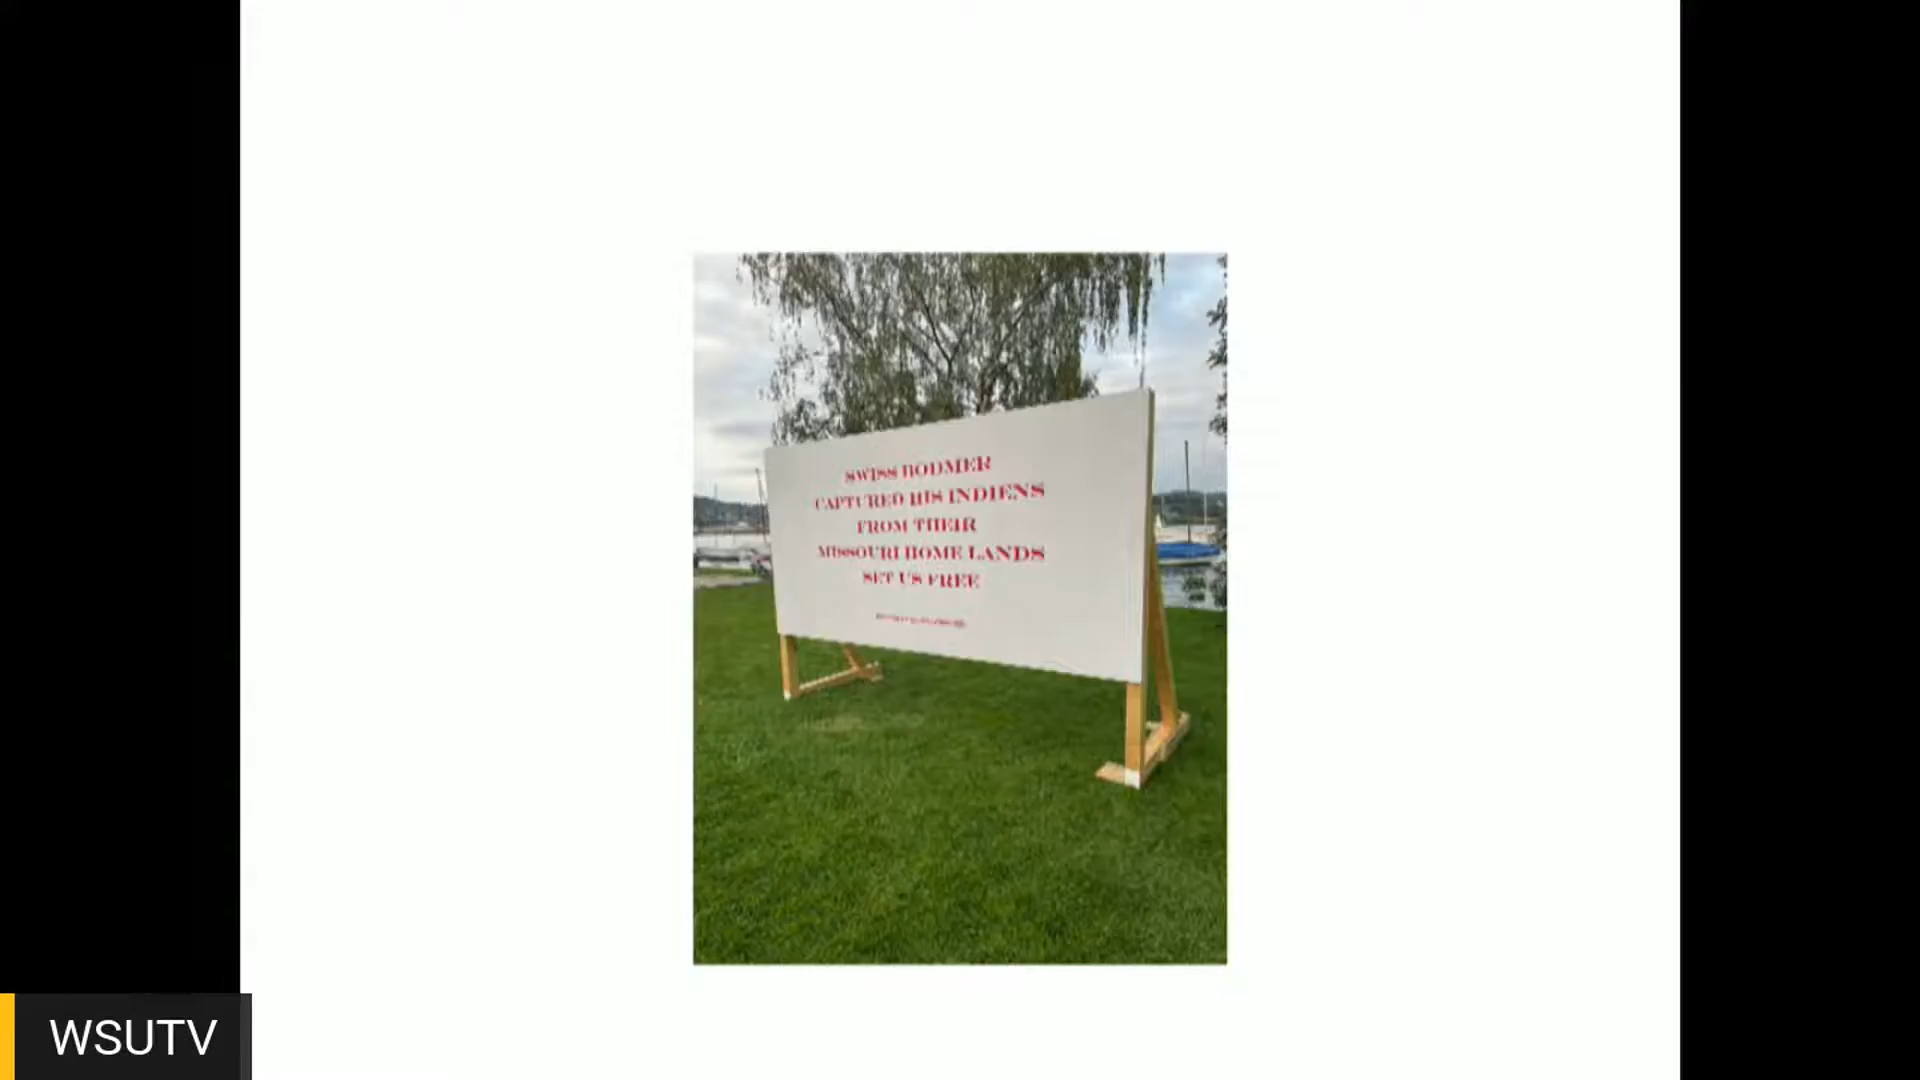 SWISS BODMER
CAPTURED HIS INDIENS
FROM THEIR
MISSOURI HOME LANDS
SET US FREE
WSUTV